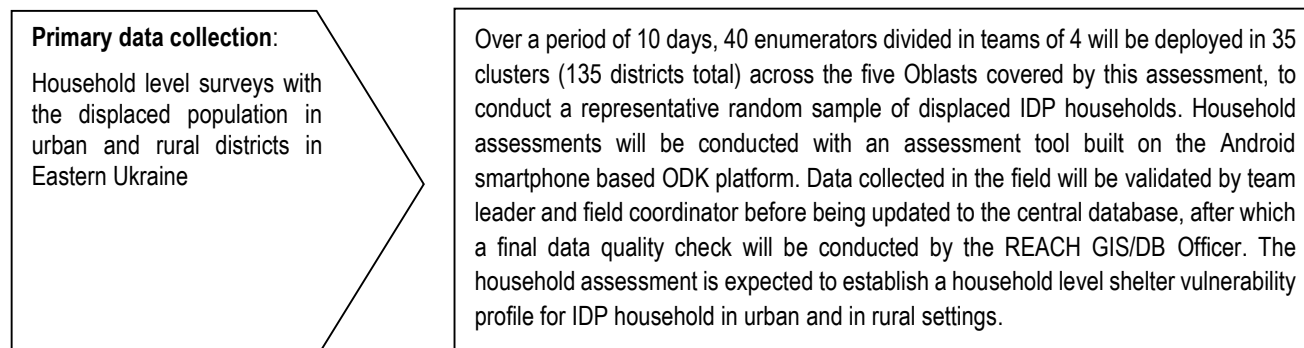 Primary data collection:
Household level surveys with
the displaced population in
urban and rural districts in
Eastern Ukraine
Over a period of 10 days, 40 enumerators divided in teams of 4 will be deployed in 35
clusters (135 districts total) across the five Oblasts covered by this assessment, to
conduct a representative random sample of displaced IDP households. Household
assessments will be conducted with an assessment tool built on the Android
smartphone based ODK platform. Data collected in the field will be validated by team
leader and field coordinator before being updated to the central database, after which
a final data quality check will be conducted by the REACH GIS/DB Officer. The
household assessment is expected to establish a household level shelter vulnerability
profile for IDP household in urban and in rural settings.